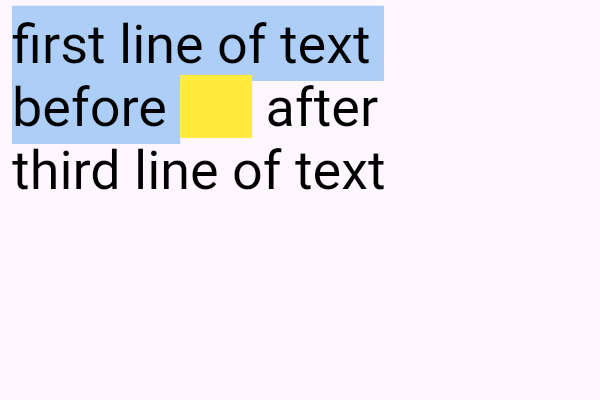 first line of text
before after
third line of text